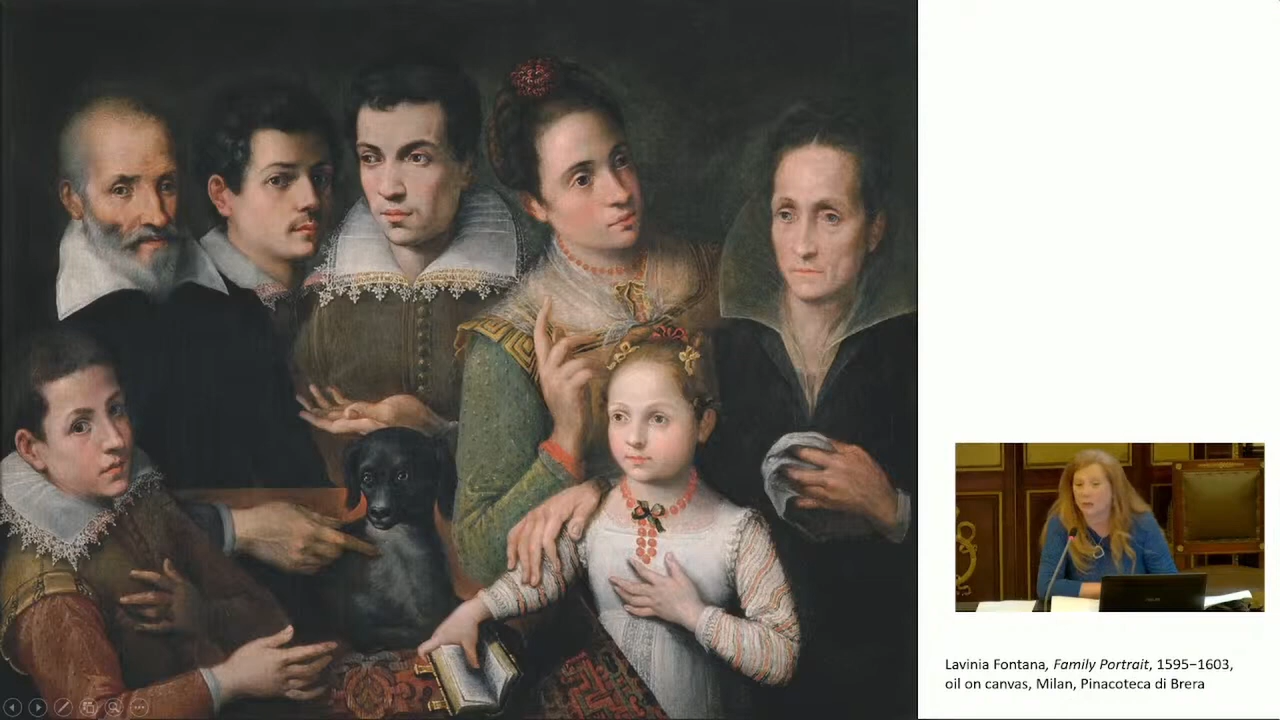 Lavinia Fontana, Family Portrait, 1595–1603,
oil on canvas, Milan, Pinacoteca di Brera